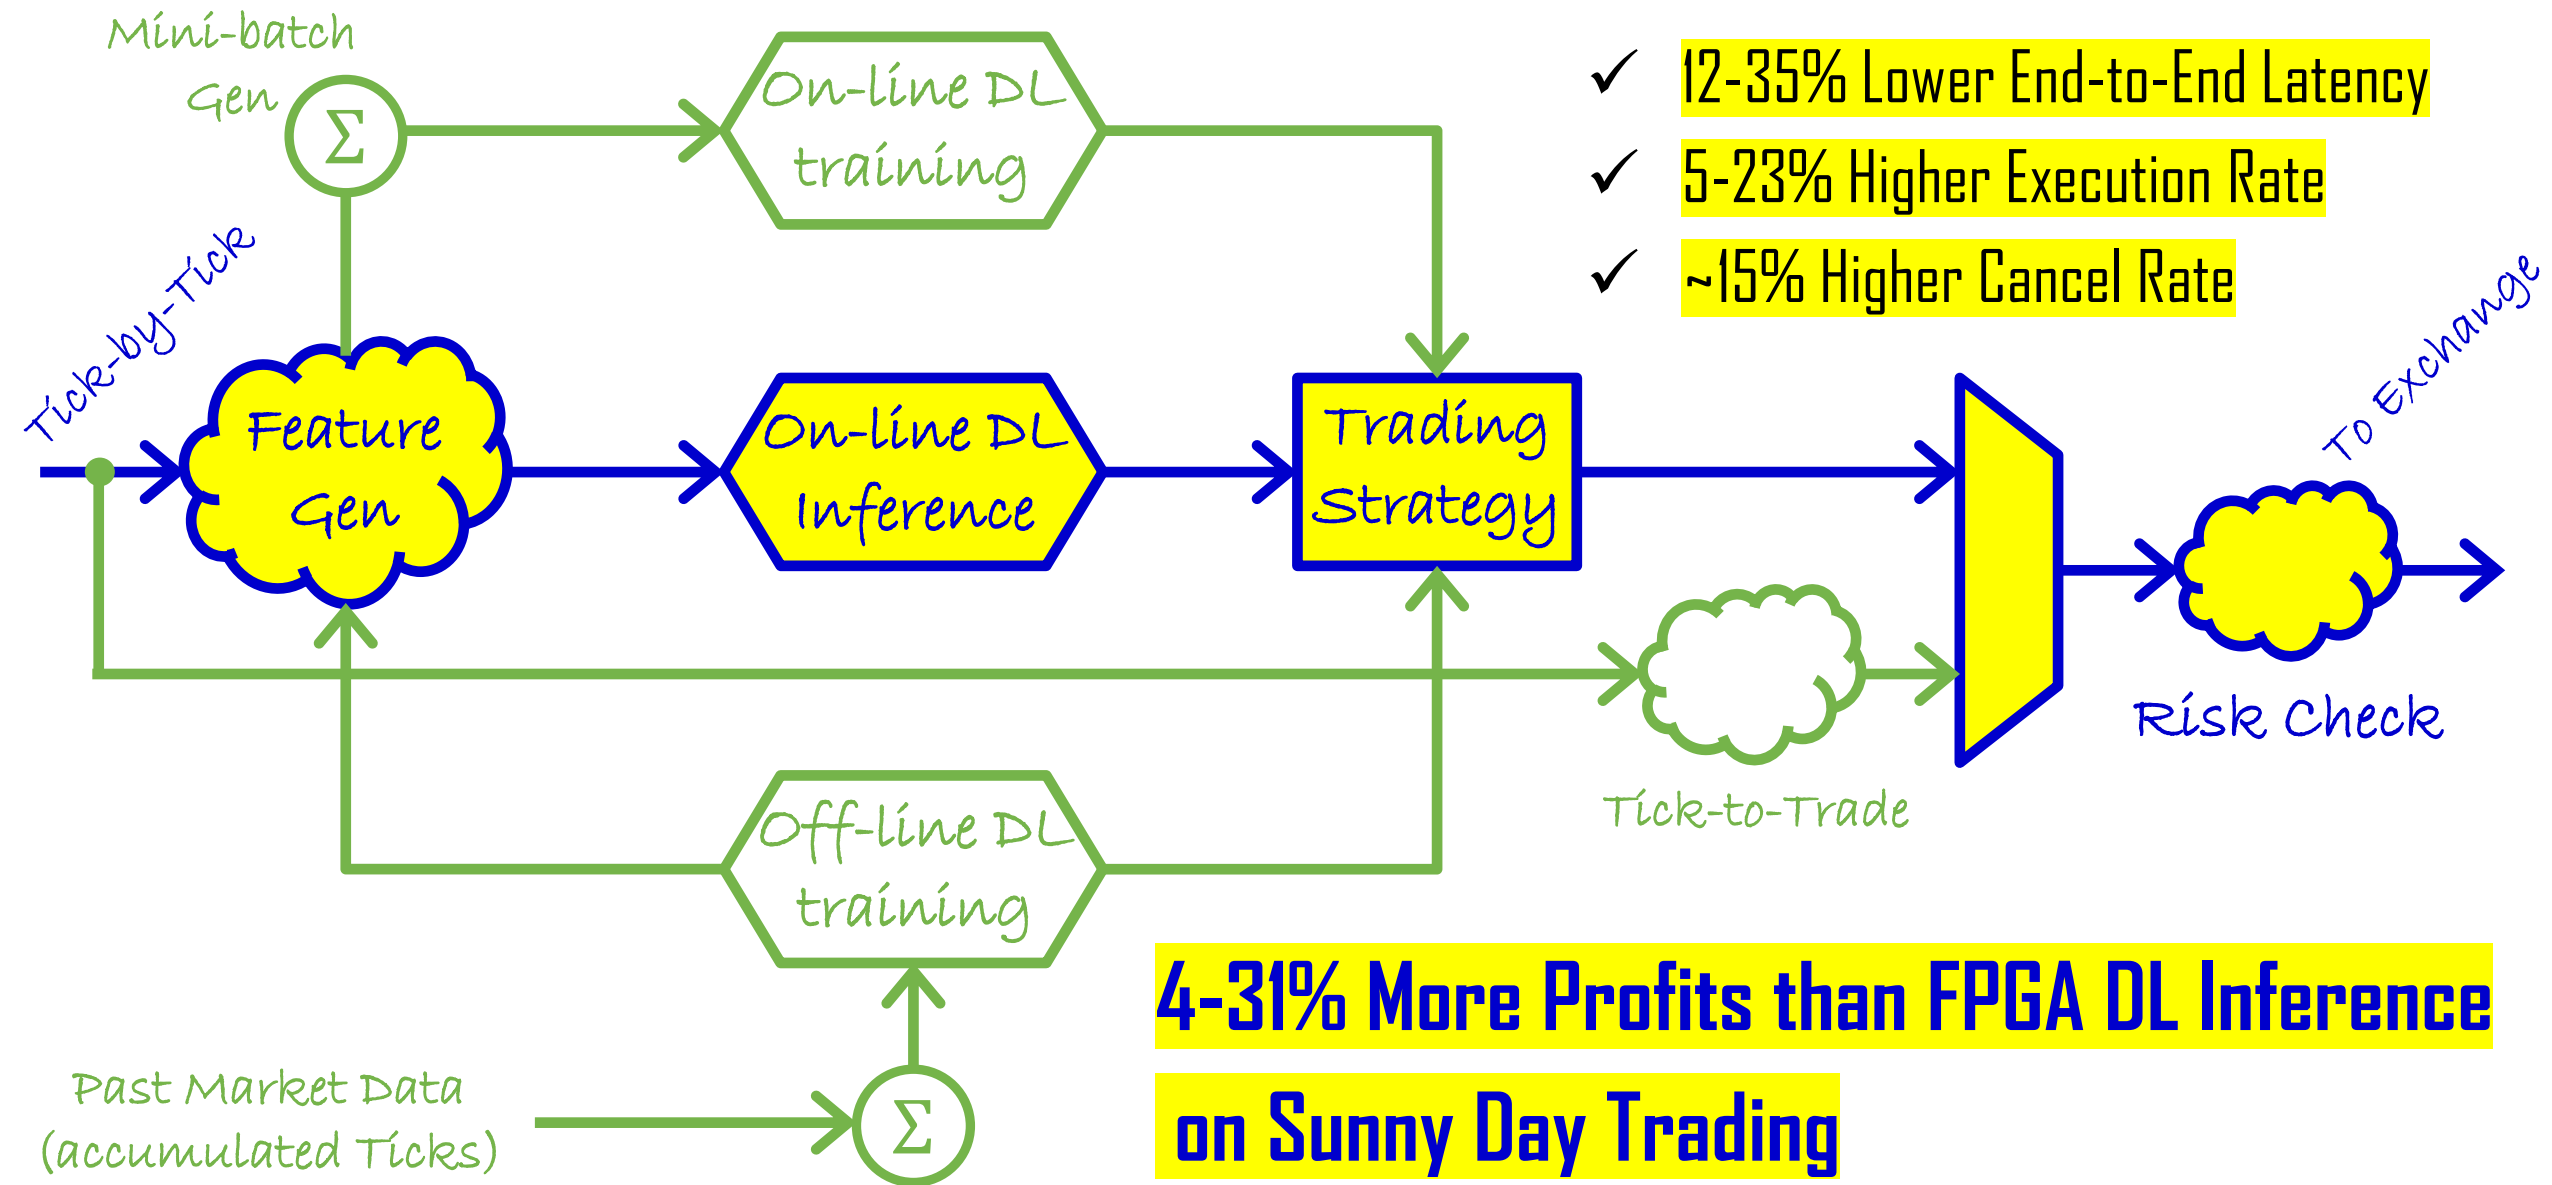 Mini-batch
Gen
Σ
On-line DL
training
✓ 12-35% Lower End-to-End Latency
✓ 5-23% Higher Execution Rate
✓ ~15% Higher Cancel Rate
Tick-by-Tick
Feature
Gen
On-line DL
Inference
Trading
Strategy
To Exchange
Risk Check
Tick-to-Trade
Off-line DL
training
4-31% More Profits than FPGA DL Inference
on Sunny Day Trading
Past Market Data
(accumulated Ticks)
Σ